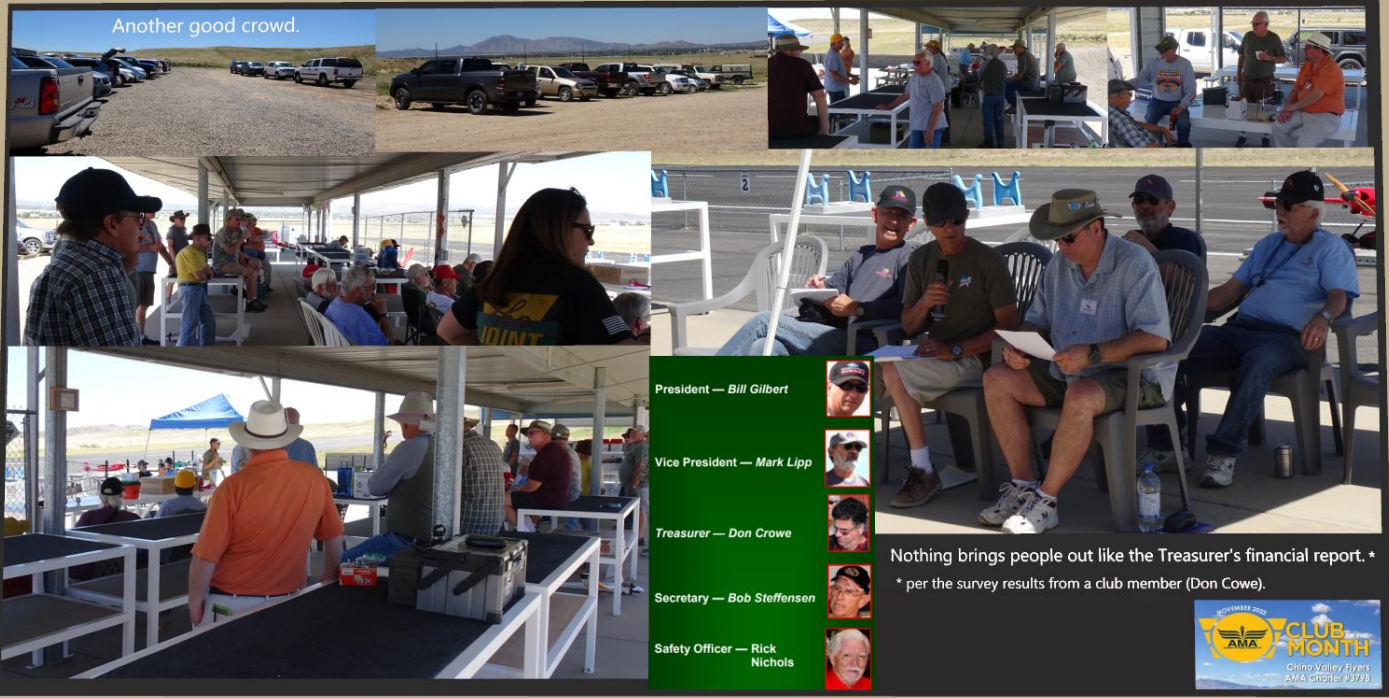 Another good crowd.
2
JOINT
President — Bill Gilbert
Vice President — Mark Lipp
Treasurer — Don Crowe
Secretary — Bob Steffensen
Safety Officer — Rick
Nichols
Nothing brings people out like the Treasurer's financial report. *
* per the survey results from a club member (Don Cowe).
NOVEMBER 2022
AMA
CLUB
OF THE
MONTH
Chino Valley Flyers
AMA Charter #3798